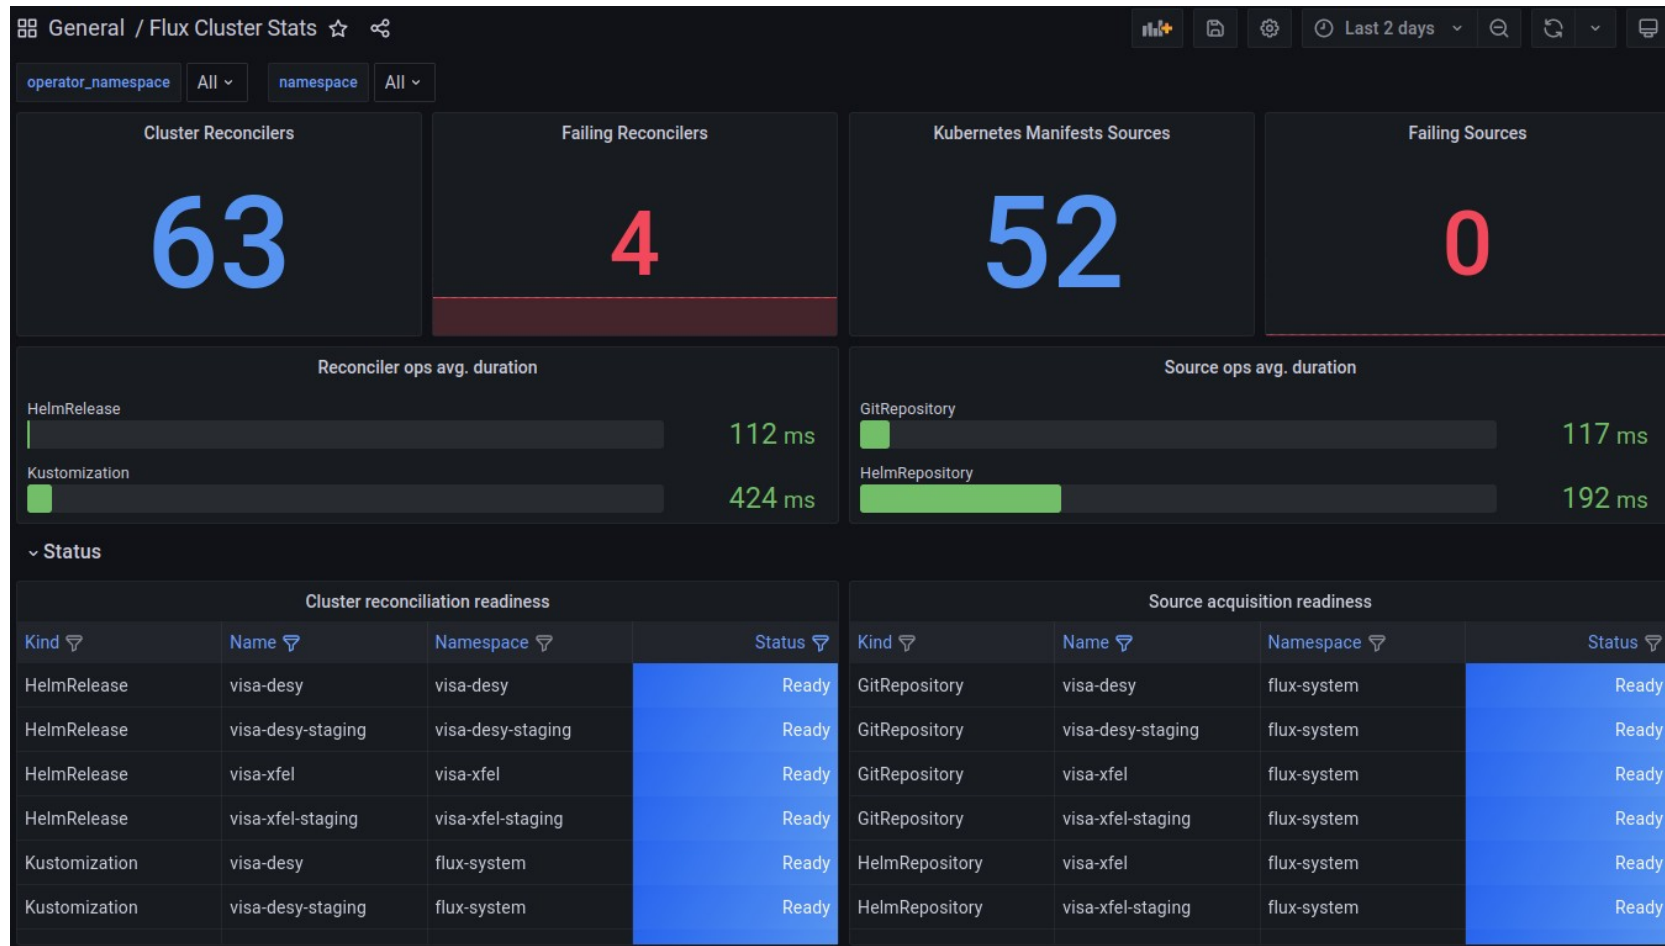 General / Flux Cluster Stats
Last 2 days
operator_namespace All namespace All
Cluster Reconcilers
63
Failing Reconcilers
4
Kubernetes Manifests Sources
52
Failing Sources
0
Reconciler ops avg. duration
HelmRelease
112 ms
Kustomization
424 ms
Source ops avg. duration
GitRepository
117 ms
HelmRepository
192 ms
Status
Cluster reconciliation readiness
Kind Name Namespace Status
HelmRelease visa-desy visa-desy Ready
HelmRelease visa-desy-staging visa-desy-staging Ready
HelmRelease visa-xfel visa-xfel Ready
HelmRelease visa-xfel-staging visa-xfel-staging Ready
Kustomization visa-desy flux-system Ready
Kustomization visa-desy-staging flux-system Ready
Source acquisition readiness
Kind Name Namespace Status
GitRepository visa-desy flux-system Ready
GitRepository visa-desy-staging flux-system Ready
GitRepository visa-xfel flux-system Ready
GitRepository visa-xfel-staging flux-system Ready
HelmRepository visa-xfel flux-system Ready
HelmRepository visa-xfel-staging flux-system Ready